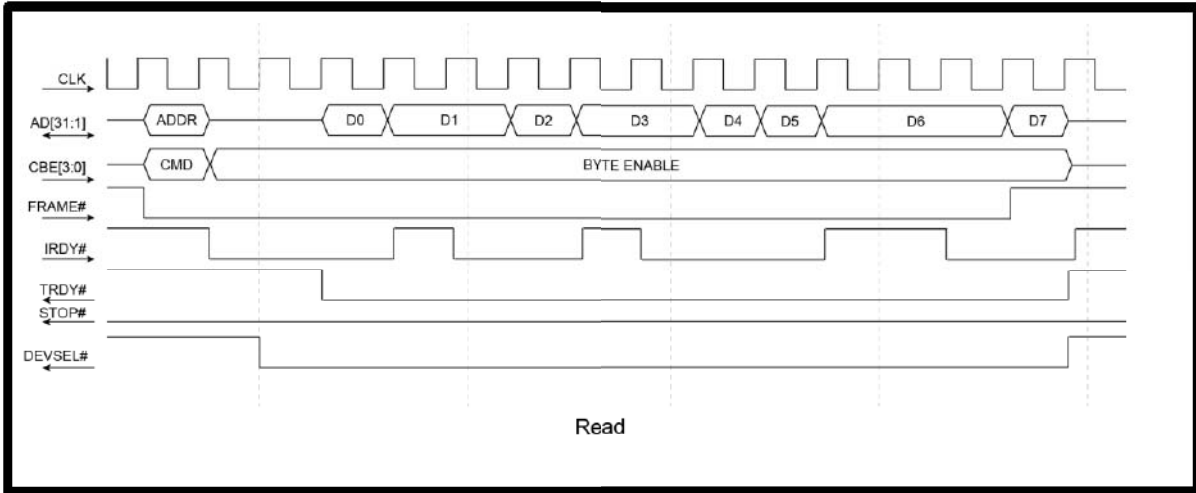 CLK
AD[31:1] ADDR D0 D1 D2 D3 D4 D5 D6 D7
CBE[3:0] CMD BYTE ENABLE
FRAME#
IRDY#
TRDY#
STOP#
DEVSEL#
Read